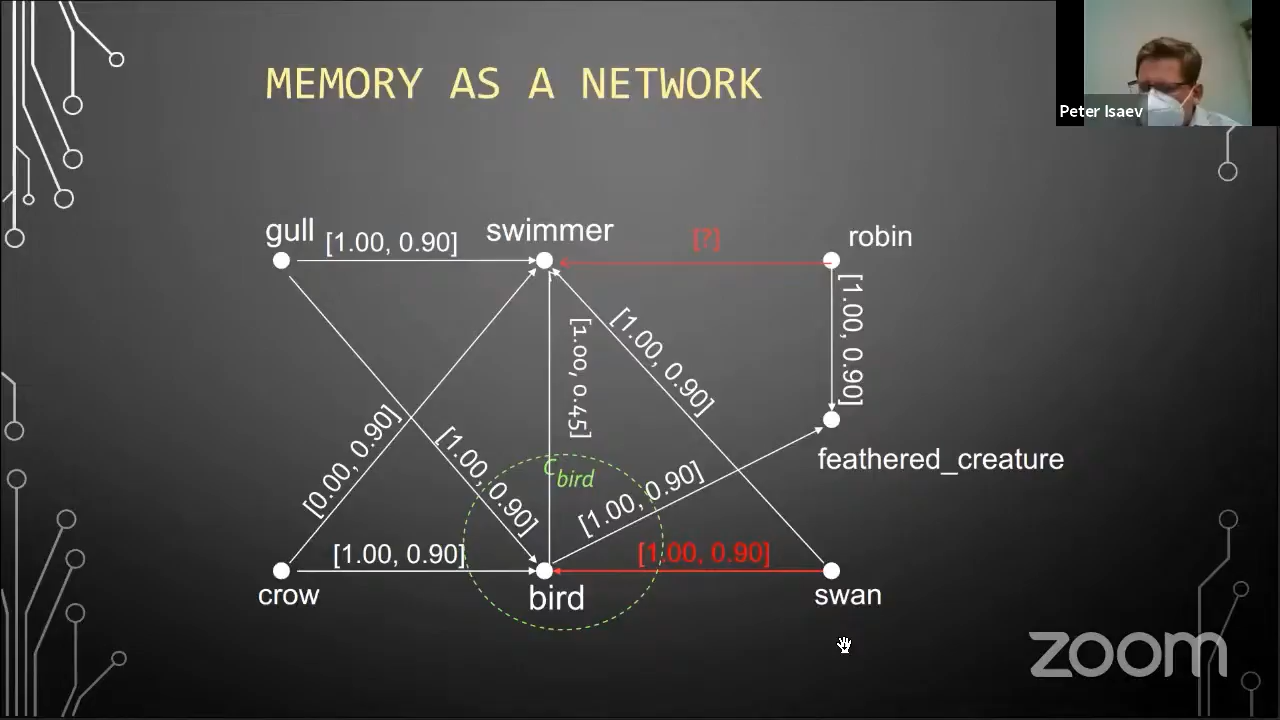 MEMORY AS A NETWORK
Peter Isaev
gull
[1.00, 0.90]
swimmer
[?]
robin
[1.00, 0.90]
[1.00, 0.45]
[1.00, 0.90]
[0.00, 0.90]
[1.00, 0.90]
C bird
[1.00, 0.90]
feathered_creature
[1.00, 0.90]
[1.00, 0.90]
crow
bird
swan
zoom